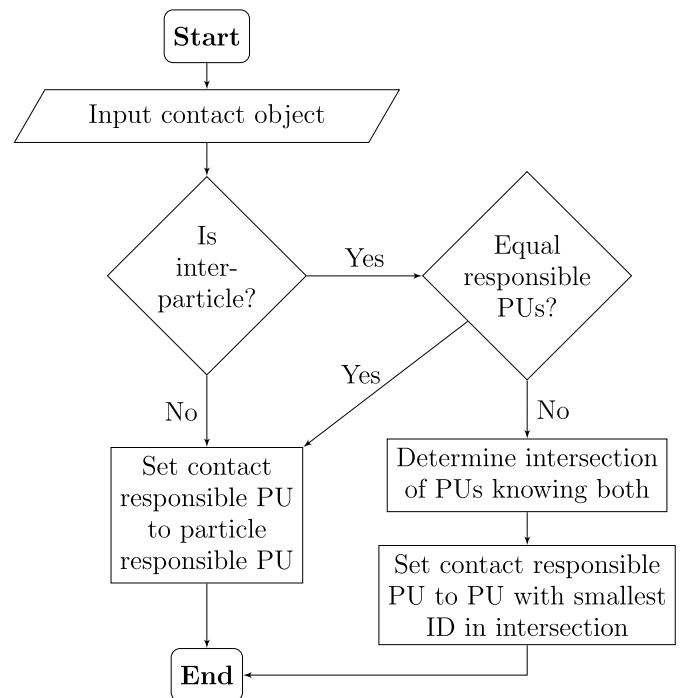 Start
Input contact object
Is
inter-
particle?
Yes
Equal
responsible
PUs?
Yes
No
No
Set contact
responsible PU
to particle
responsible PU
Determine intersection
of PUs knowing both
Set contact responsible
PU to PU with smallest
ID in intersection
End